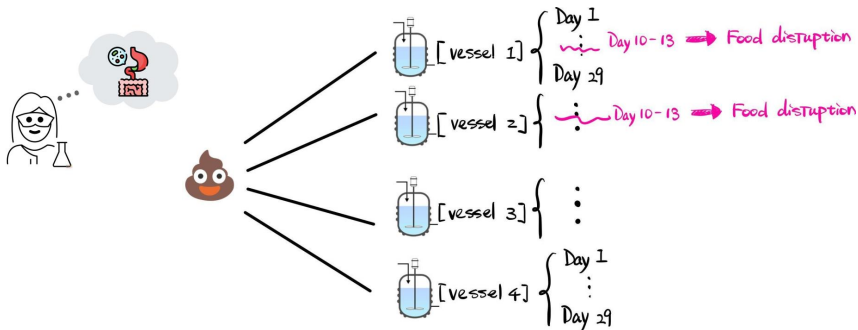 Day 1
Day 10-13 → Food disruption
[vessel 1]
Day 29
[vessel 2]
Day 10-13 → Food disruption
[vessel 3]
Day 1
[vessel 4]
Day 29